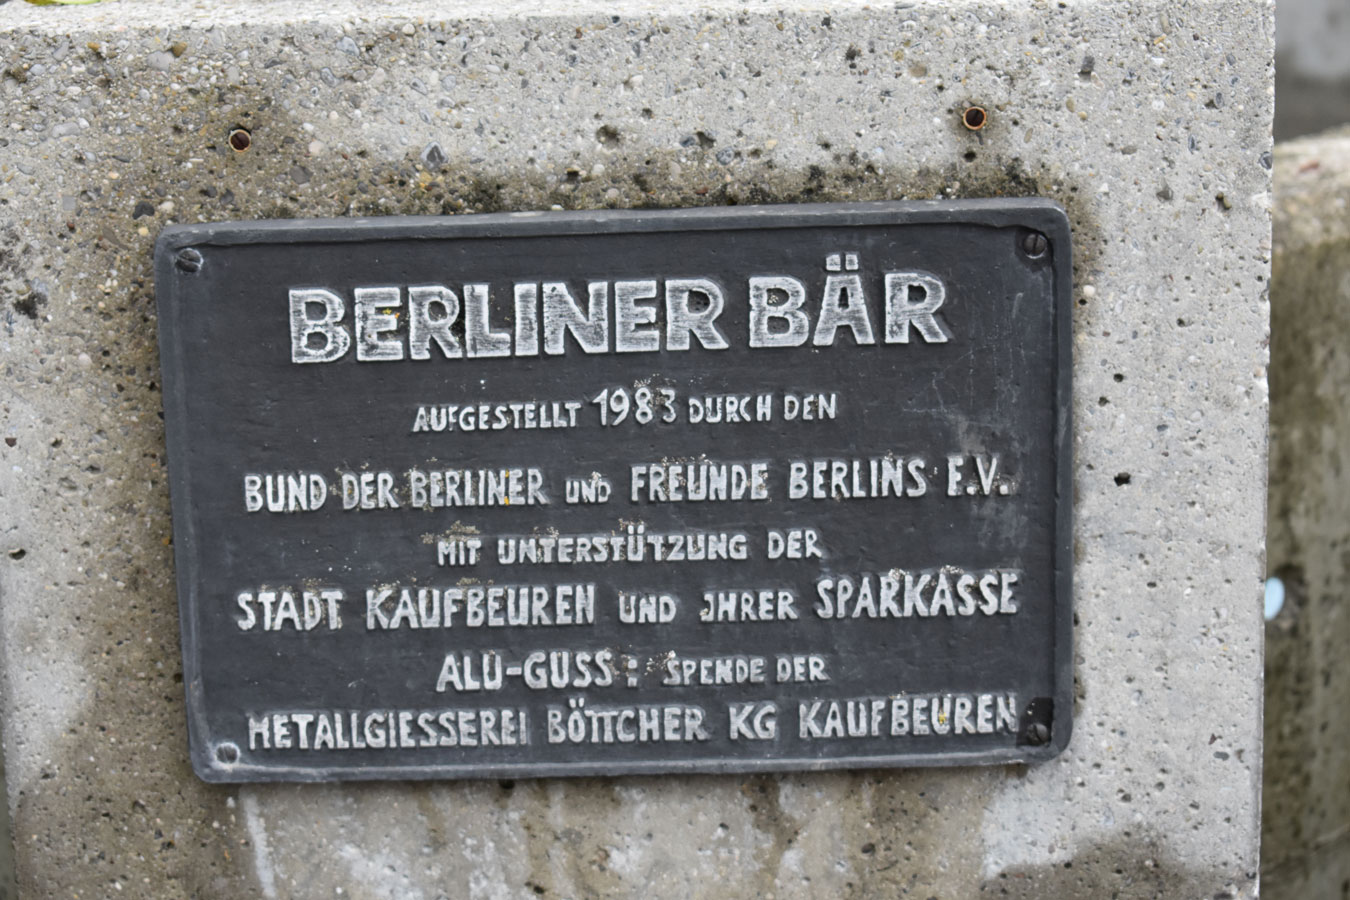 BERLINER BÄR
AUFGESTELLT 1983 DURCH DEN
BUND DER BERLINER UND FREUNDE BERLINS E.V.
MIT UNTERSTÜTZUNG DER
STADT KAUFBEUREN UND JHRER SPARKASSE
ALU-GUSS: SPENDE DER
METALLGIESSEREI BÖTTCHER KG KAUFBEUREN